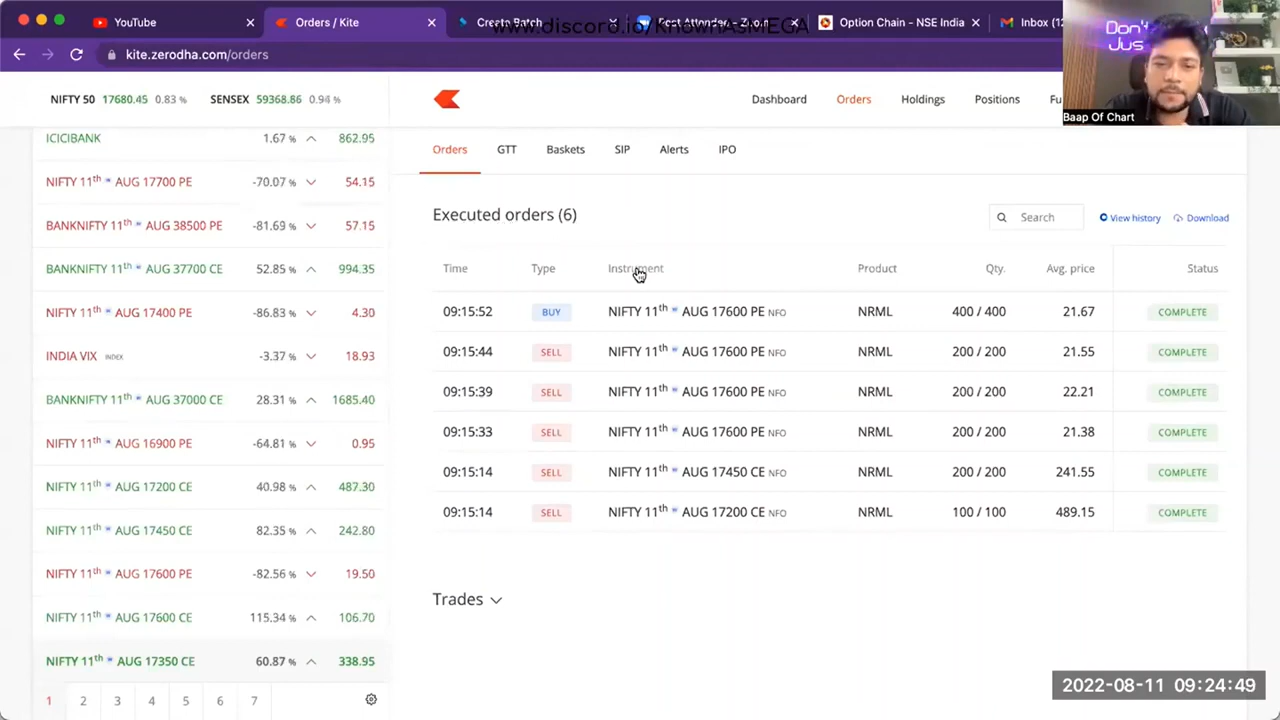 YouTube
Orders / Kite
Option Chain - NSE India
www.discord.io/KnownAsMEGA
kite.zerodha.com/orders
Don't
Jus
Baap Of Chart
NIFTY 50 17680.45 0.83 % SENSEX 59368.86 0.94 %
Dashboard Orders Holdings Positions Fu
ICICIBANK 1.67 % 862.95
NIFTY 11th w AUG 17700 PE -70.07 % 54.15
BANKNIFTY 11th w AUG 38500 PE -81.69 % 57.15
BANKNIFTY 11th w AUG 37700 CE 52.85 % 994.35
NIFTY 11th w AUG 17400 PE -86.83 % 4.30
INDIA VIX INDEX -3.37 % 18.93
BANKNIFTY 11th w AUG 37000 CE 28.31 % 1685.40
NIFTY 11th w AUG 16900 PE -64.81 % 0.95
NIFTY 11th w AUG 17200 CE 40.98 % 487.30
NIFTY 11th w AUG 17450 CE 82.35 % 242.80
NIFTY 11th w AUG 17600 PE -82.56 % 19.50
NIFTY 11th w AUG 17600 CE 115.34 % 106.70
NIFTY 11th w AUG 17350 CE 60.87 % 338.95
1 2 3 4 5 6 7
Orders GTT Baskets SIP Alerts IPO
Executed orders (6)
Search View history Download
Time Type Instrument Product Qty. Avg. price Status
09:15:52 BUY NIFTY 11th w AUG 17600 PE NFO NRML 400 / 400 21.67 COMPLETE
09:15:44 SELL NIFTY 11th w AUG 17600 PE NFO NRML 200 / 200 21.55 COMPLETE
09:15:39 SELL NIFTY 11th w AUG 17600 PE NFO NRML 200 / 200 22.21 COMPLETE
09:15:33 SELL NIFTY 11th w AUG 17600 PE NFO NRML 200 / 200 21.38 COMPLETE
09:15:14 SELL NIFTY 11th w AUG 17450 CE NFO NRML 200 / 200 241.55 COMPLETE
09:15:14 SELL NIFTY 11th w AUG 17200 CE NFO NRML 100 / 100 489.15 COMPLETE
Trades
2022-08-11 09:24:49